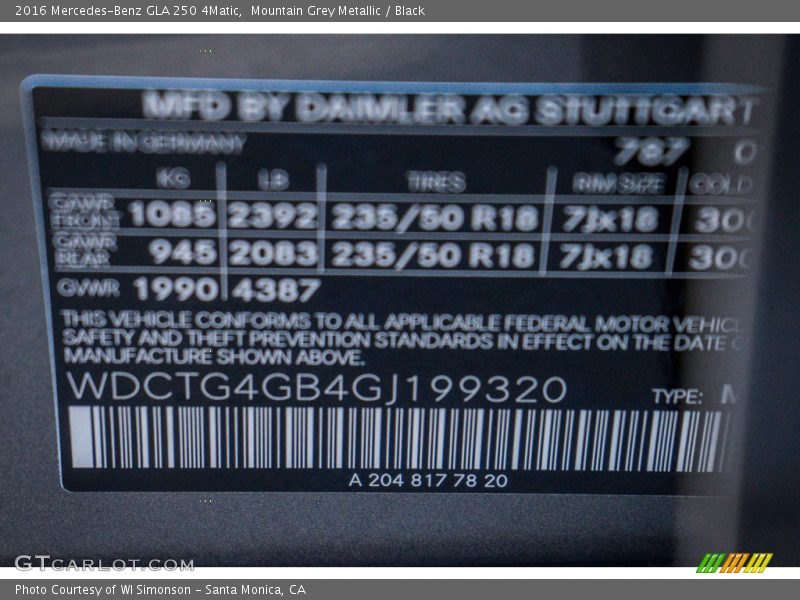 2016 Mercedes-Benz GLA 250 4Matic, Mountain Grey Metallic / Black
MFD BY DAIMLER AG STUTTGART
MADE IN GERMANY 787
KG LB TIRES RIM SIZE COLD
GAWR FRONT 1085 2392 235/50 R18 7Jx18 300
GAWR REAR 945 2083 235/50 R18 7Jx18 300
GVWR 1990 4387
THIS VEHICLE CONFORMS TO ALL APPLICABLE FEDERAL MOTOR VEHICL
SAFETY AND THEFT PREVENTION STANDARDS IN EFFECT ON THE DATE
MANUFACTURE SHOWN ABOVE.
WDCTG4GB4GJ199320 TYPE:
A 204 817 78 20
GTcarlot.com
Photo Courtesy of WI Simonson - Santa Monica, CA